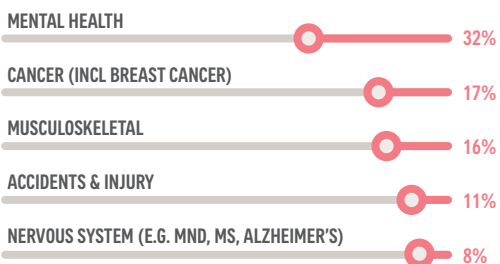 MENTAL HEALTH
32%
CANCER (INCL BREAST CANCER)
17%
MUSCULOSKELETAL
16%
ACCIDENTS & INJURY
11%
NERVOUS SYSTEM (E.G. MND, MS, ALZHEIMER'S)
8%